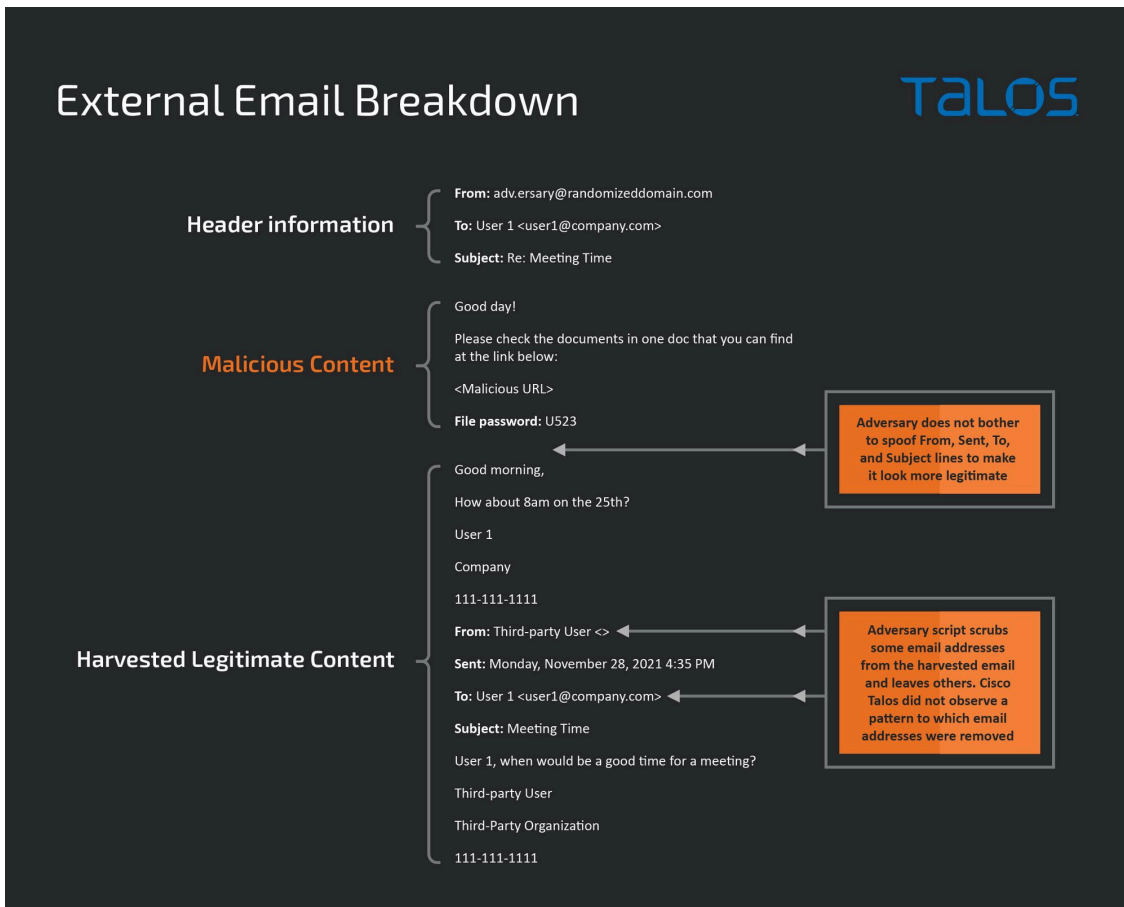 External Email Breakdown
TALOS
Header information
From: adv.ersary@randomizeddomain.com
To: User 1 <user1@company.com>
Subject: Re: Meeting Time
Malicious Content
Good day!
Please check the documents in one doc that you can find
at the link below:
<Malicious URL>
File password: U523
Adversary does not bother
to spoof From, Sent, To,
and Subject lines to make
it look more legitimate
Harvested Legitimate Content
Good morning,
How about 8am on the 25th?
User 1
Company
111-111-1111
From: Third-party User <>
Sent: Monday, November 28, 2021 4:35 PM
To: User 1 <user1@company.com>
Subject: Meeting Time
User 1, when would be a good time for a meeting?
Third-party User
Third-Party Organization
111-111-1111
Adversary script scrubs
some email addresses
from the harvested email
and leaves others. Cisco
Talos did not observe a
pattern to which email
addresses were removed